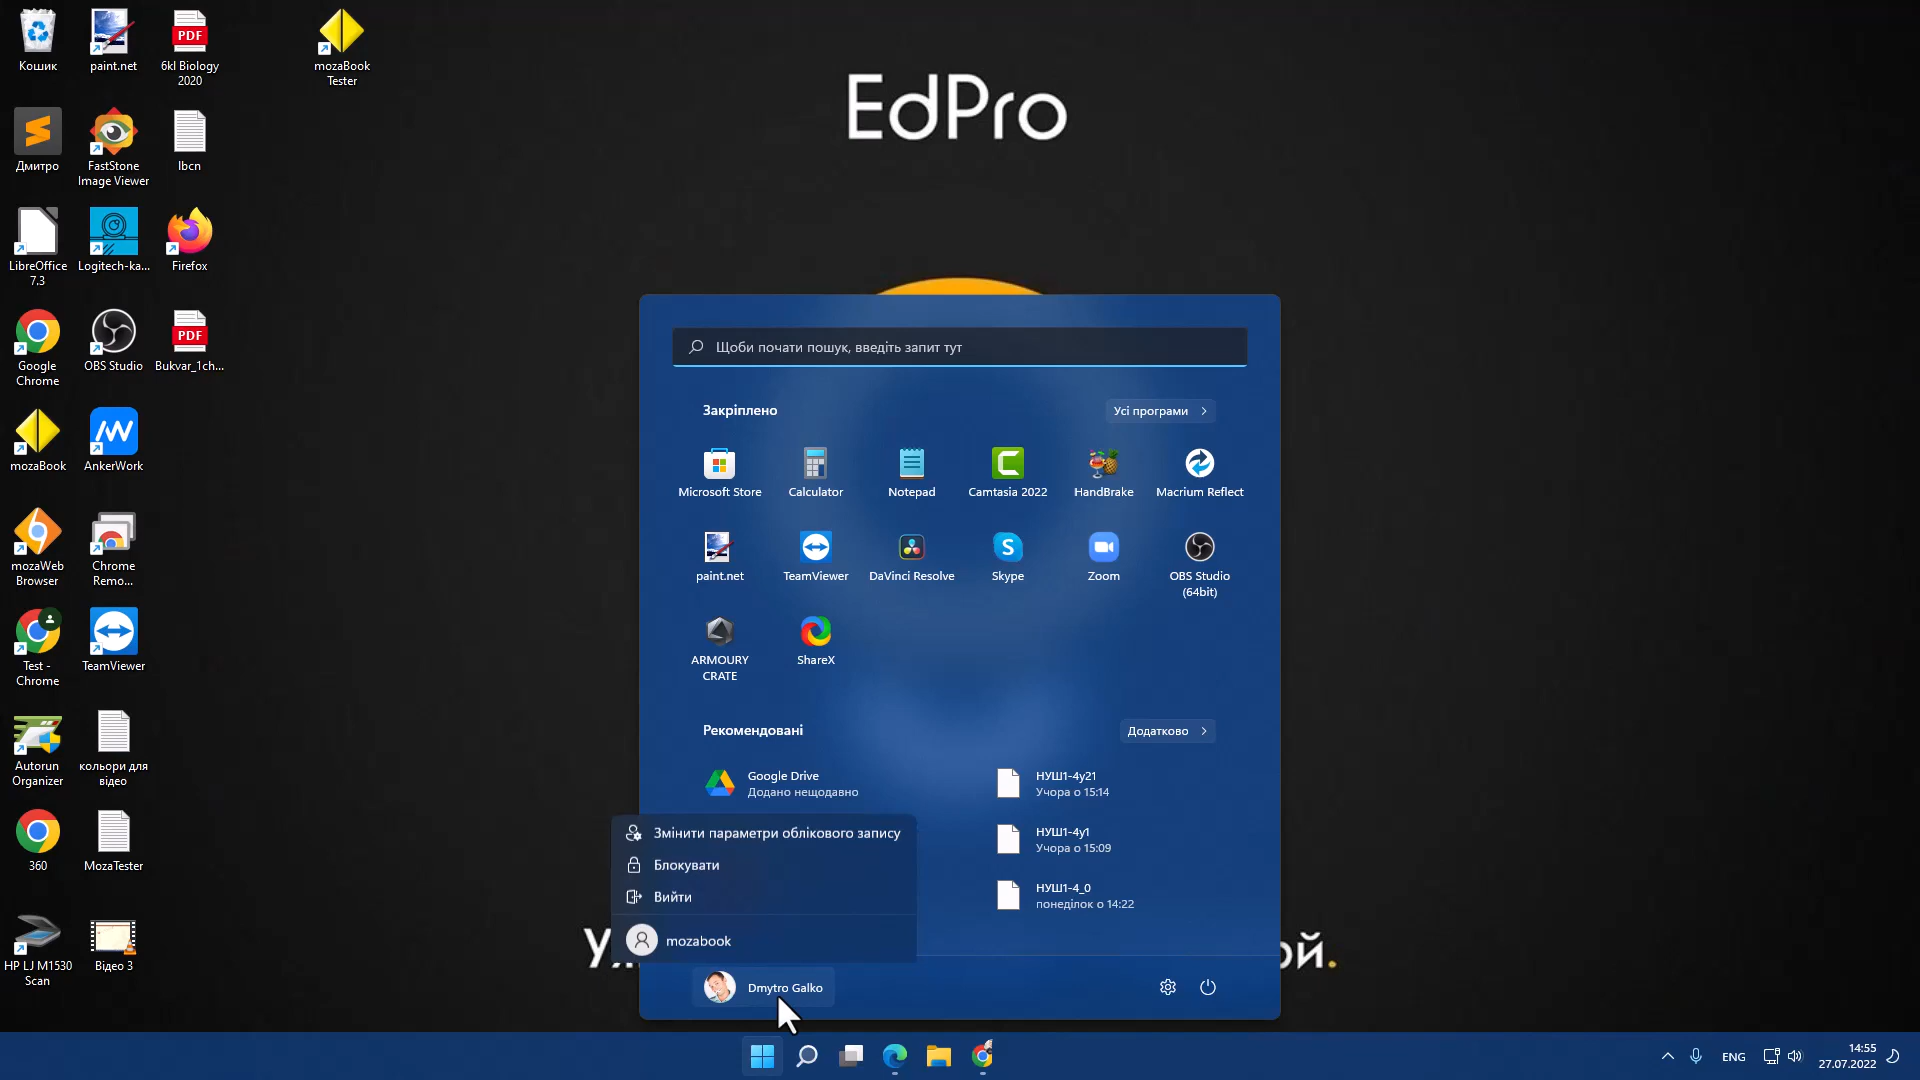 Кошик
paint.net
6kl Biology
2020
mozaBook
Tester
EdPro
Дмитро
FastStone
Image Viewer
lbcn
LibreOffice
7.3
Logitech-ka...
Firefox
Google
Chrome
OBS Studio
Bukvar_1ch...
mozaBook
AnkerWork
mozaWeb
Browser
Chrome
Remo...
Test -
Chrome
TeamViewer
Autorun
Organizer
кольори для
відео
360
MozaTester
HP LJ M1530
Scan
Відео 3
Щоби почати пошук, введіть запит тут
Закріплено
Усі програми
Microsoft Store
Calculator
Notepad
Camtasia 2022
HandBrake
Macrium Reflect
paint.net
TeamViewer
DaVinci Resolve
Skype
Zoom
OBS Studio
(64bit)
ARMOURY
CRATE
ShareX
Рекомендовані
Додатково
Google Drive
Додано нещодавно
НУШ1-4у21
Учора о 15:14
НУШ1-4у1
Учора о 15:09
НУШ1-4_0
понеділок о 14:22
Змінити параметри облікового запису
Блокувати
Вийти
mozabook
Dmytro Galko
ой.
ENG
14:55
27.07.2022